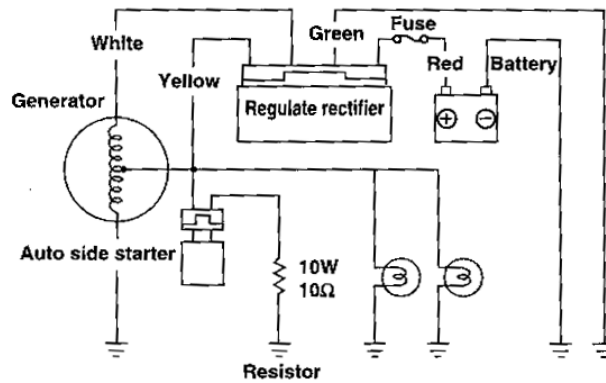 White
Green
Fuse
Yellow
Red
Battery
Generator
Regulate rectifier
+
−
Auto side starter
10W
10Ω
Resistor